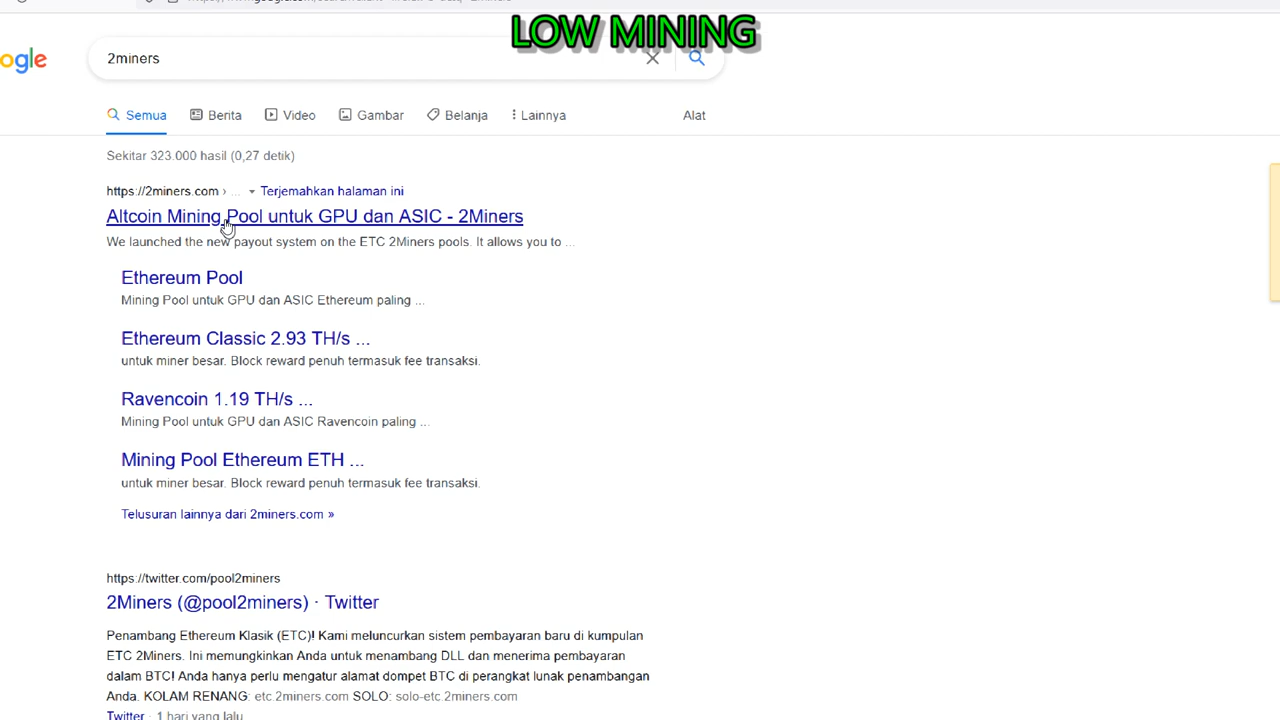 LOW MINING
ogle
2miners
Semua
Berita
Video
Gambar
Belanja
Lainnya
Alat
Sekitar 323.000 hasil (0,27 detik)
https://2miners.com › ... Terjemahkan halaman ini
Altcoin Mining Pool untuk GPU dan ASIC - 2Miners
We launched the new payout system on the ETC 2Miners pools. It allows you to ...
Ethereum Pool
Mining Pool untuk GPU dan ASIC Ethereum paling ...
Ethereum Classic 2.93 TH/s ...
untuk miner besar. Block reward penuh termasuk fee transaksi.
Ravencoin 1.19 TH/s ...
Mining Pool untuk GPU dan ASIC Ravencoin paling ...
Mining Pool Ethereum ETH ...
untuk miner besar. Block reward penuh termasuk fee transaksi.
Telusuran lainnya dari 2miners.com »
https://twitter.com/pool2miners
2Miners (@pool2miners) · Twitter
Penambang Ethereum Klasik (ETC)! Kami meluncurkan sistem pembayaran baru di kumpulan
ETC 2Miners. Ini memungkinkan Anda untuk menambang DLL dan menerima pembayaran
dalam BTC! Anda hanya perlu mengatur alamat dompet BTC di perangkat lunak penambangan
Anda. KOLAM RENANG: etc.2miners.com SOLO: solo-etc.2miners.com
Twitter · 1 hari yang lalu